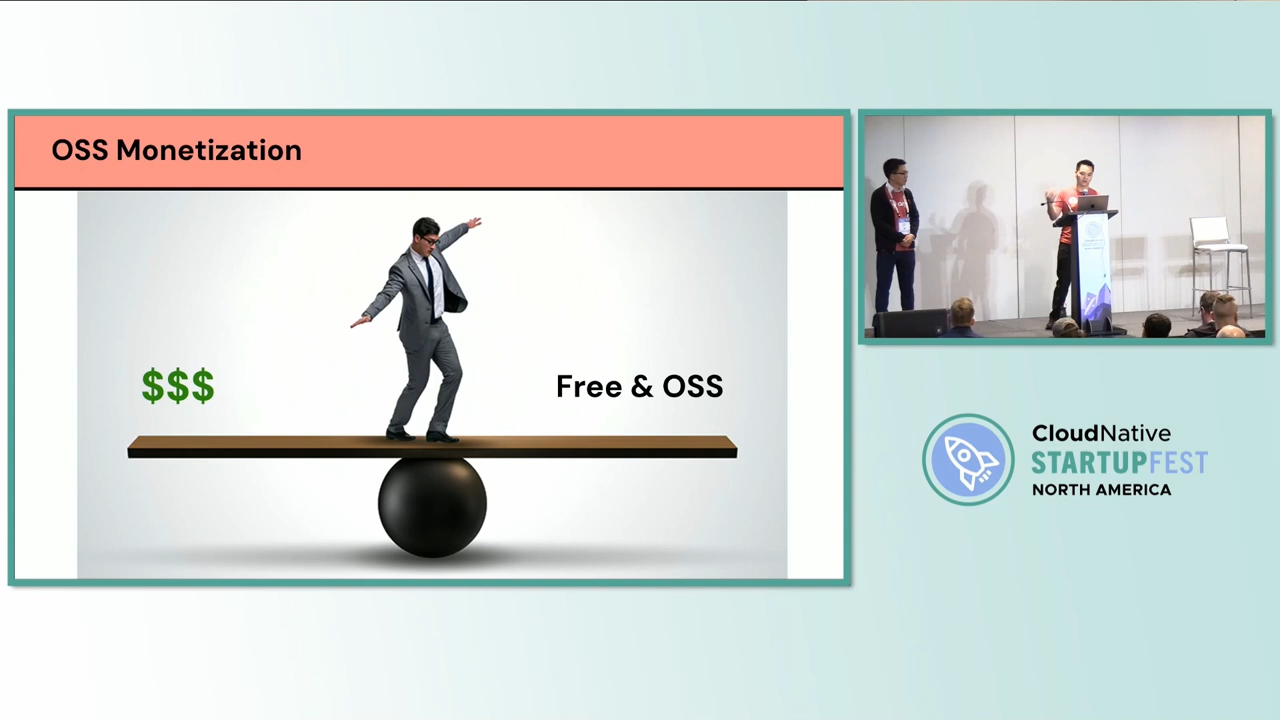 OSS Monetization
$$$
Free & OSS
CloudNative
STARTUPFEST
NORTH AMERICA